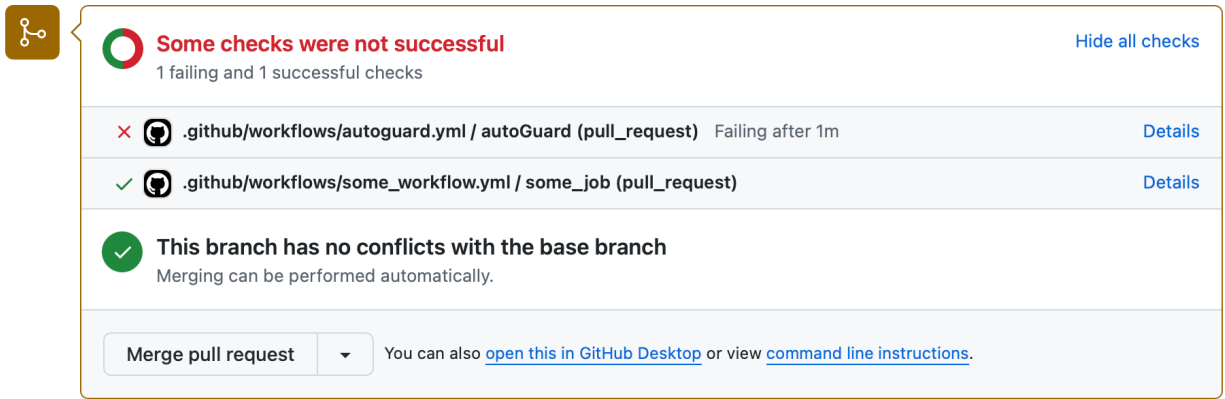 Some checks were not successful
Hide all checks
1 failing and 1 successful checks
.github/workflows/autoguard.yml / autoGuard (pull_request) Failing after 1m Details
.github/workflows/some_workflow.yml / some_job (pull_request) Details
This branch has no conflicts with the base branch
Merging can be performed automatically.
Merge pull request You can also open this in GitHub Desktop or view command line instructions.